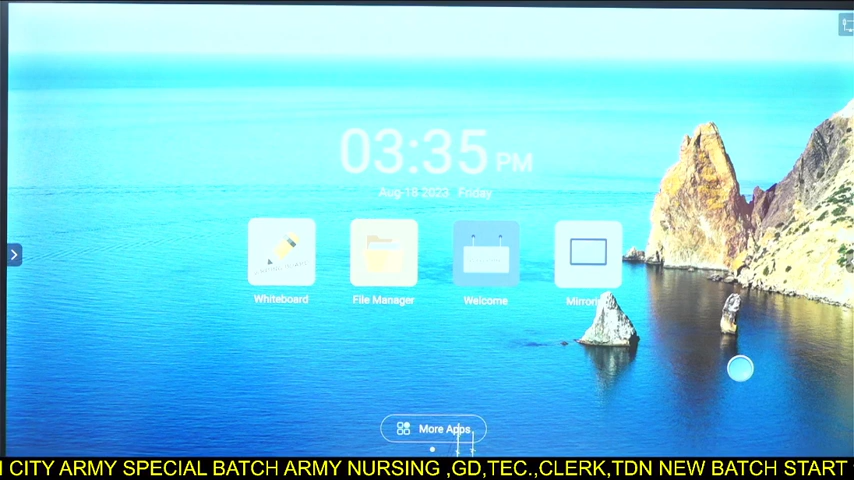 03:35 PM
Aug-18 2023 Friday
Whiteboard
File Manager
Welcome
More Apps
CITY ARMY SPECIAL BATCH ARMY NURSING ,GD,TEC.,CLERK,TDN NEW BATCH START